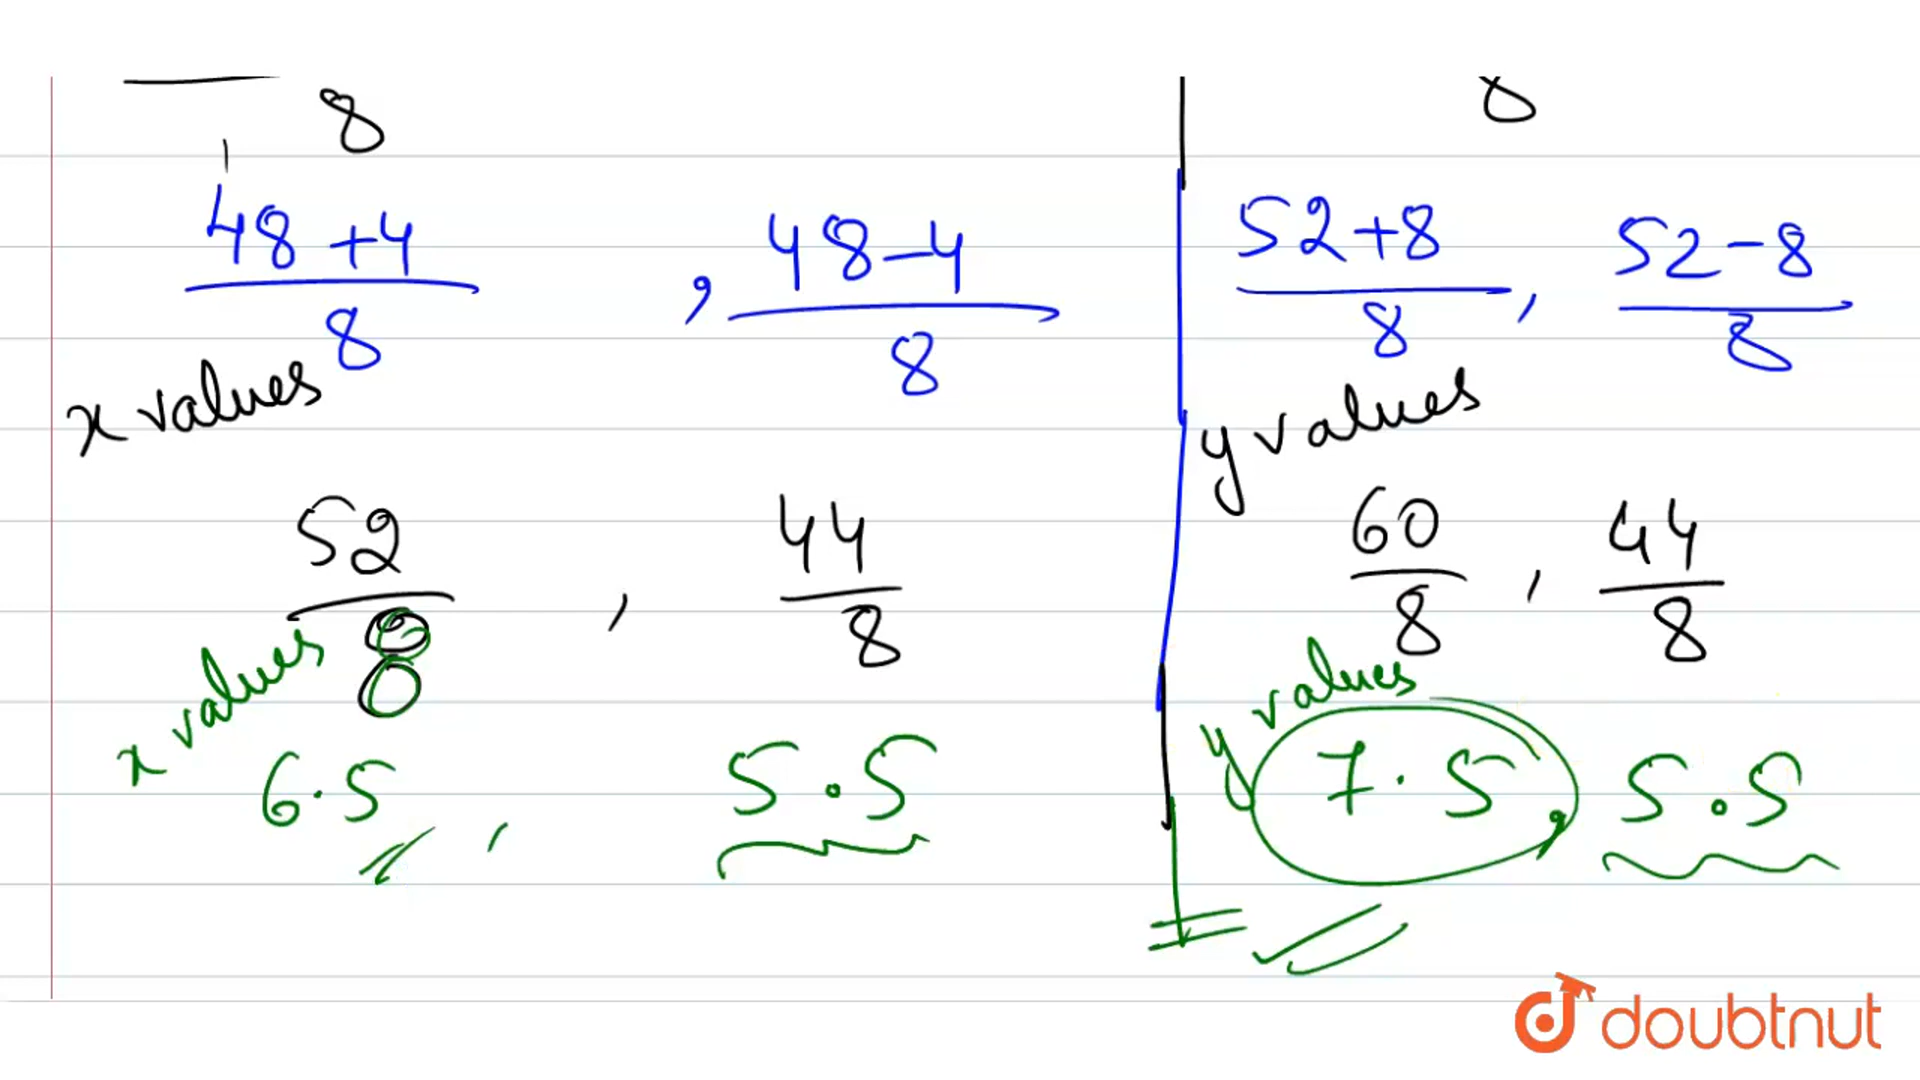 8
8
48+4 , 48-4
8 8
52+8 , 52-8
8 8
x values
y values
52 , 44
8 8
60 , 44
8 8
x values
y values
6.5 , 5.5
7.5, 5.5
doubtnut